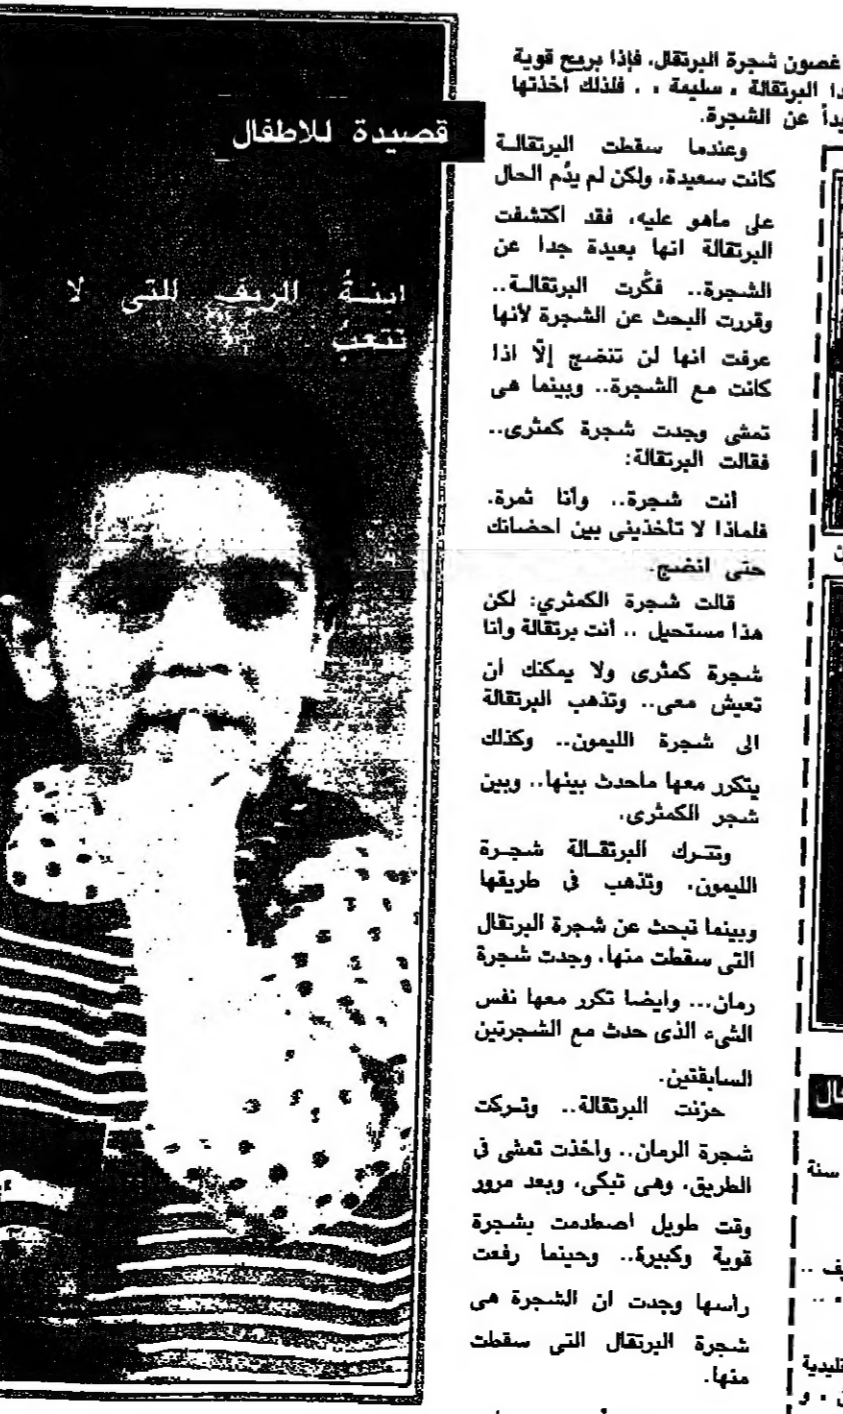 غصون شجرة البرتقال، فإذا بريح قوية
البرتقالة ، سليمة ، . فلذلك اخذتها
عن الشجرة.
وعندما سقطت البرتقالة
كانت سعيدة، ولكن لم يدُم الحال
على ماهو عليه، فقد اكتشفت
البرتقالة انها بعيدة جدا عن
الشجرة.. فكّرت البرتقالة..
وقررت البحث عن الشجرة لأنها
عرفت انها لن تنضج إلّا اذا
كانت مع الشجرة.. وبينما هى
تمشى وجدت شجرة كمثرى..
فقالت البرتقالة:
أنت شجرة.. وأنا ثمرة.
فلماذا لا تأخذينى بين احضانك
حتى انضج.
قالت شجرة الكمثري: لكن
هذا مستحيل .. أنت برتقالة وأنا
شجرة كمثرى ولا يمكنك أن
تعيش معى.. وتذهب البرتقالة
الى شجرة الليمون.. وكذلك
يتكرر معها ماحدث بينها.. وبين
شجر الكمثرى.
وتترك البرتقالة شجرة
الليمون، وتذهب فى طريقها
وبينما تبحث عن شجرة البرتقال
التى سقطت منها، وجدت شجرة
رمان... وايضا تكرر معها نفس
الشىء الذى حدث مع الشجرتين
السابقتين.
حزنت البرتقالة.. وتركت
شجرة الرمان.. واخذت تمشى فى
الطريق، وهى تبكى، وبعد مرور
وقت طويل اصطدمت بشجرة
قوية وكبيرة.. وحينما رفعت
رأسها وجدت ان الشجرة هى
شجرة البرتقال التى سقطت
منها.
قصيدة للاطفال
ابنةُ الريف التى لا
تتعبُ
سنة